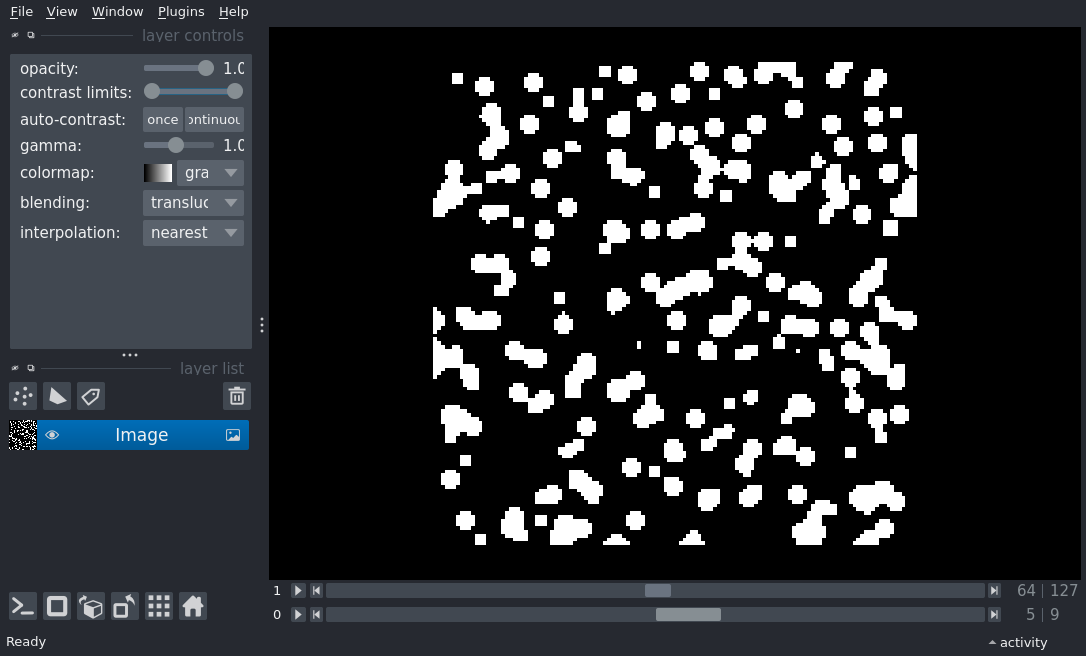 File View Window Plugins Help
layer controls
opacity: 1.0
contrast limits:
auto-contrast: once ontinuou
gamma: 1.0
colormap: gra
blending: transluc
interpolation: nearest
layer list
Image
1 64 | 127
0 5 | 9
Ready activity